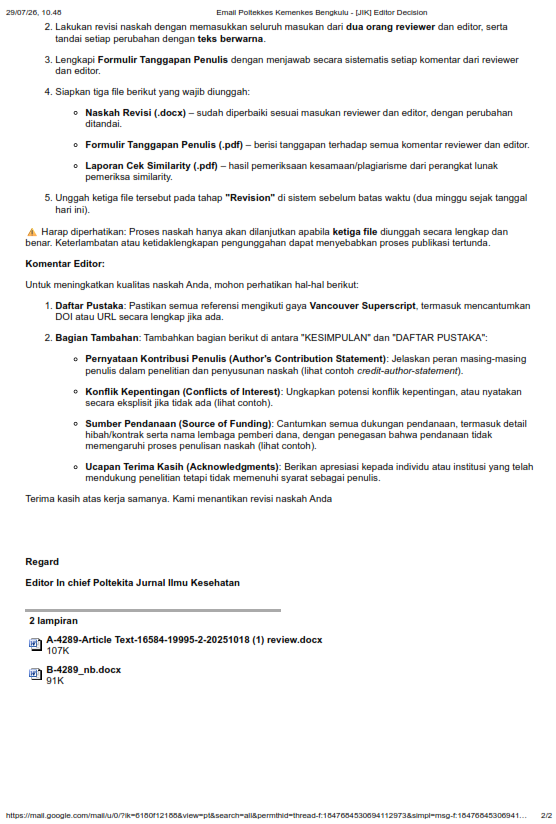 29/07/26, 10.48
Email Poltekkes Kemenkes Bengkulu - [JIK] Editor Decision
2. Lakukan revisi naskah dengan memasukkan seluruh masukan dari dua orang reviewer dan editor, serta
tandai setiap perubahan dengan teks berwarna.
3. Lengkapi Formulir Tanggapan Penulis dengan menjawab secara sistematis setiap komentar dari reviewer
dan editor.
4. Siapkan tiga file berikut yang wajib diunggah:
Naskah Revisi (.docx) – sudah diperbaiki sesuai masukan reviewer dan editor, dengan perubahan
ditandai.
Formulir Tanggapan Penulis (.pdf) – berisi tanggapan terhadap semua komentar reviewer dan editor.
Laporan Cek Similarity (.pdf) – hasil pemeriksaan kesamaan/plagiarisme dari perangkat lunak
pemeriksa similarity.
5. Unggah ketiga file tersebut pada tahap "Revision" di sistem sebelum batas waktu (dua minggu sejak tanggal
hari ini).
Harap diperhatikan: Proses naskah hanya akan dilanjutkan apabila ketiga file diunggah secara lengkap dan
benar. Keterlambatan atau ketidaklengkapan pengunggahan dapat menyebabkan proses publikasi tertunda.
Komentar Editor:
Untuk meningkatkan kualitas naskah Anda, mohon perhatikan hal-hal berikut:
1. Daftar Pustaka: Pastikan semua referensi mengikuti gaya Vancouver Superscript, termasuk mencantumkan
DOI atau URL secara lengkap jika ada.
2. Bagian Tambahan: Tambahkan bagian berikut di antara "KESIMPULAN" dan "DAFTAR PUSTAKA":
Pernyataan Kontribusi Penulis (Author's Contribution Statement): Jelaskan peran masing-masing
penulis dalam penelitian dan penyusunan naskah (lihat contoh credit-author-statement).
Konflik Kepentingan (Conflicts of Interest): Ungkapkan potensi konflik kepentingan, atau nyatakan
secara eksplisit jika tidak ada (lihat contoh).
Sumber Pendanaan (Source of Funding): Cantumkan semua dukungan pendanaan, termasuk detail
hibah/kontrak serta nama lembaga pemberi dana, dengan penegasan bahwa pendanaan tidak
memengaruhi proses penulisan naskah (lihat contoh).
Ucapan Terima Kasih (Acknowledgments): Berikan apresiasi kepada individu atau institusi yang telah
mendukung penelitian tetapi tidak memenuhi syarat sebagai penulis.
Terima kasih atas kerja samanya. Kami menantikan revisi naskah Anda
Regard
Editor In chief Poltekita Jurnal Ilmu Kesehatan
2 lampiran
A-4289-Article Text-16584-19995-2-20251018 (1) review.docx
107K
B-4289_nb.docx
91K
https://mail.google.com/mail/u/0/?ik=6180f12188&view=pt&search=all&permthid=thread-f:1847684530694112973&simpl=msg-f:18476845306941...
2/2